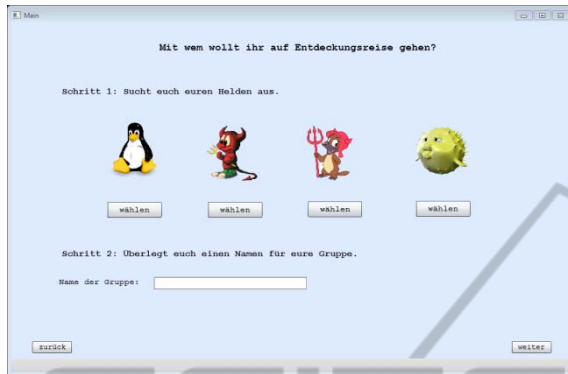 Main
Mit wem wollt ihr auf Entdeckungsreise gehen?
Schritt 1: Sucht euch euren Helden aus.
wählen wählen wählen wählen
Schritt 2: Überlegt euch einen Namen für eure Gruppe.
Name der Gruppe:
zurück weiter